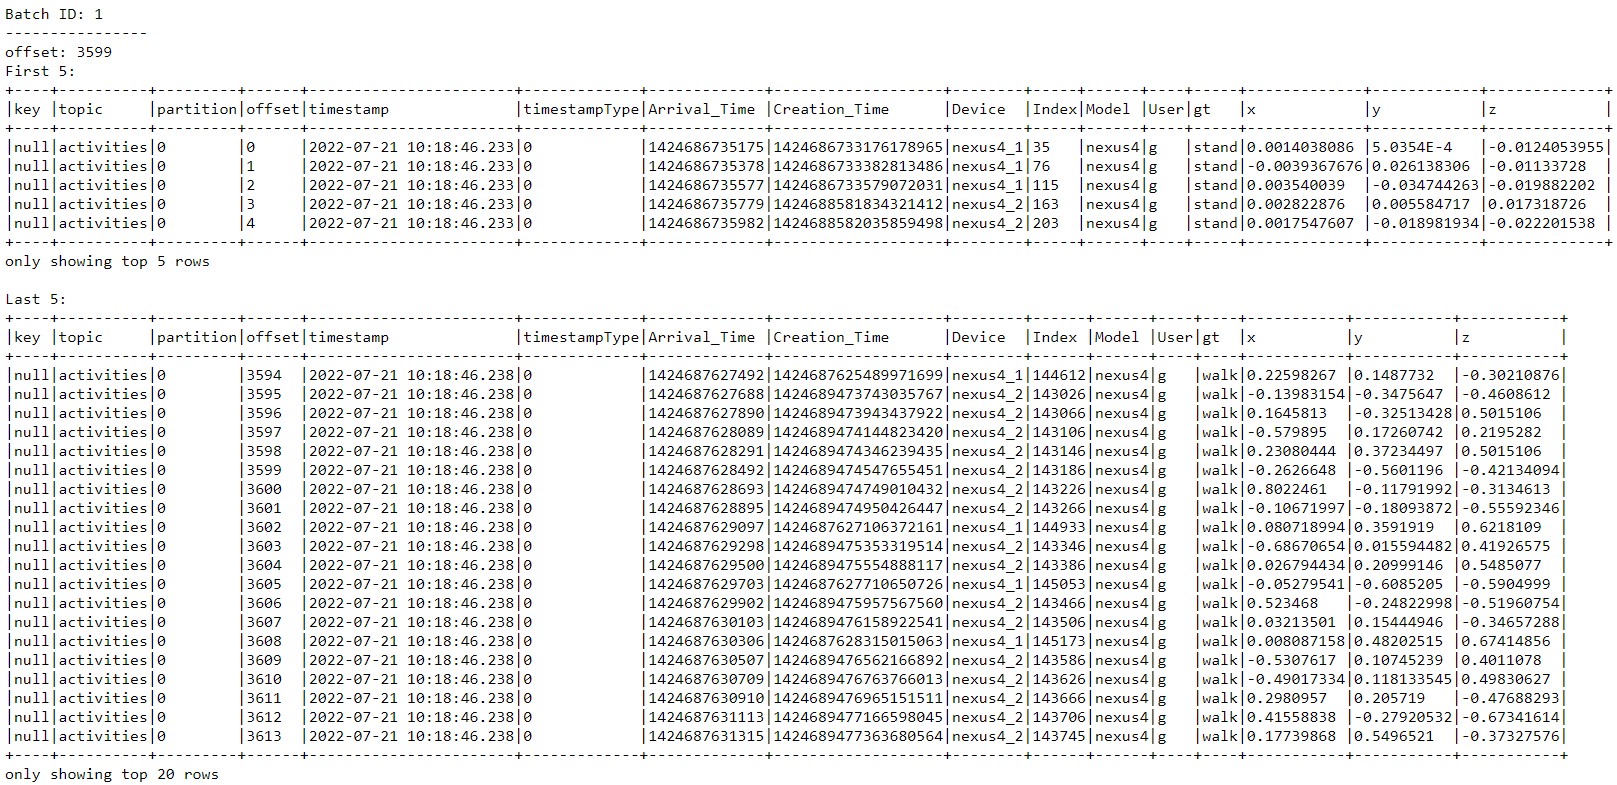 Batch ID: 1
----------------
offset: 3599
First 5:
+----+----------+---------+------+-----------------------+-------------+-------------+-------------------+--------+-----+------+----+-----+-------------+------------+-------------+
|key |topic     |partition|offset|timestamp              |timestampType|Arrival_Time |Creation_Time      |Device  |Index|Model |User|gt   |x            |y           |z            |
+----+----------+---------+------+-----------------------+-------------+-------------+-------------------+--------+-----+------+----+-----+-------------+------------+-------------+
|null|activities|0        |0     |2022-07-21 10:18:46.233|0            |1424686735175|1424686733176178965|nexus4_1|35   |nexus4|g   |stand|0.0014038086 |5.0354E-4   |-0.0124053955|
|null|activities|0        |1     |2022-07-21 10:18:46.233|0            |1424686735378|1424686733382813486|nexus4_1|76   |nexus4|g   |stand|-0.0039367676|0.026138306 |-0.01133728  |
|null|activities|0        |2     |2022-07-21 10:18:46.233|0            |1424686735577|1424686733579072031|nexus4_1|115  |nexus4|g   |stand|0.003540039  |-0.034744263|-0.019882202 |
|null|activities|0        |3     |2022-07-21 10:18:46.233|0            |1424686735779|1424688581834321412|nexus4_2|163  |nexus4|g   |stand|0.002822876  |0.005584717 |0.017318726  |
|null|activities|0        |4     |2022-07-21 10:18:46.233|0            |1424686735982|1424688582035859498|nexus4_2|203  |nexus4|g   |stand|0.0017547607 |-0.018981934|-0.022201538 |
+----+----------+---------+------+-----------------------+-------------+-------------+-------------------+--------+-----+------+----+-----+-------------+------------+-------------+
only showing top 5 rows
Last 5:
+----+----------+---------+------+-----------------------+-------------+-------------+-------------------+--------+------+------+----+----+-----------+-----------+-----------+
|key |topic     |partition|offset|timestamp              |timestampType|Arrival_Time |Creation_Time      |Device  |Index |Model |User|gt  |x          |y          |z          |
+----+----------+---------+------+-----------------------+-------------+-------------+-------------------+--------+------+------+----+----+-----------+-----------+-----------+
|null|activities|0        |3594  |2022-07-21 10:18:46.238|0            |1424687627492|1424687625489971699|nexus4_1|144612|nexus4|g   |walk|0.22598267 |0.1487732  |-0.30210876|
|null|activities|0        |3595  |2022-07-21 10:18:46.238|0            |1424687627688|1424689473743035767|nexus4_2|143026|nexus4|g   |walk|-0.13983154|-0.3475647 |-0.4608612 |
|null|activities|0        |3596  |2022-07-21 10:18:46.238|0            |1424687627890|1424689473943437922|nexus4_2|143066|nexus4|g   |walk|0.1645813  |-0.32513428|0.5015106  |
|null|activities|0        |3597  |2022-07-21 10:18:46.238|0            |1424687628089|1424689474144823420|nexus4_2|143106|nexus4|g   |walk|-0.579895  |0.17260742 |0.2195282  |
|null|activities|0        |3598  |2022-07-21 10:18:46.238|0            |1424687628291|1424689474346239435|nexus4_2|143146|nexus4|g   |walk|0.23080444 |0.37234497 |0.5015106  |
|null|activities|0        |3599  |2022-07-21 10:18:46.238|0            |1424687628492|1424689474547655451|nexus4_2|143186|nexus4|g   |walk|-0.2626648 |-0.5601196 |-0.42134094|
|null|activities|0        |3600  |2022-07-21 10:18:46.238|0            |1424687628693|1424689474749010432|nexus4_2|143226|nexus4|g   |walk|0.8022461  |-0.11791992|-0.3134613 |
|null|activities|0        |3601  |2022-07-21 10:18:46.238|0            |1424687628895|1424689474950426447|nexus4_2|143266|nexus4|g   |walk|-0.10671997|-0.18093872|-0.55592346|
|null|activities|0        |3602  |2022-07-21 10:18:46.238|0            |1424687629097|1424687627106372161|nexus4_1|144933|nexus4|g   |walk|0.080718994|0.3591919  |0.6218109  |
|null|activities|0        |3603  |2022-07-21 10:18:46.238|0            |1424687629298|1424689475353319514|nexus4_2|143346|nexus4|g   |walk|-0.68670654|0.015594482|0.41926575 |
|null|activities|0        |3604  |2022-07-21 10:18:46.238|0            |1424687629500|1424689475554888117|nexus4_2|143386|nexus4|g   |walk|0.026794434|0.20999146 |0.5485077  |
|null|activities|0        |3605  |2022-07-21 10:18:46.238|0            |1424687629703|1424687627710650726|nexus4_1|145053|nexus4|g   |walk|-0.05279541|-0.6085205 |-0.5904999 |
|null|activities|0        |3606  |2022-07-21 10:18:46.238|0            |1424687629902|1424689475957567560|nexus4_2|143466|nexus4|g   |walk|0.523468   |-0.24822998|-0.51960754|
|null|activities|0        |3607  |2022-07-21 10:18:46.238|0            |1424687630103|1424689476158922541|nexus4_2|143506|nexus4|g   |walk|0.03213501 |0.15444946 |-0.34657288|
|null|activities|0        |3608  |2022-07-21 10:18:46.238|0            |1424687630306|1424687628315015063|nexus4_1|145173|nexus4|g   |walk|0.008087158|0.48202515 |0.67414856 |
|null|activities|0        |3609  |2022-07-21 10:18:46.238|0            |1424687630507|1424689476562166892|nexus4_2|143586|nexus4|g   |walk|-0.5307617 |0.10745239 |0.4011078  |
|null|activities|0        |3610  |2022-07-21 10:18:46.238|0            |1424687630709|1424689476763766013|nexus4_2|143626|nexus4|g   |walk|-0.49017334|0.118133545|0.49830627 |
|null|activities|0        |3611  |2022-07-21 10:18:46.238|0            |1424687630910|1424689476965151511|nexus4_2|143666|nexus4|g   |walk|0.2980957  |0.205719   |-0.47688293|
|null|activities|0        |3612  |2022-07-21 10:18:46.238|0            |1424687631113|1424689477166598045|nexus4_2|143706|nexus4|g   |walk|0.41558838 |-0.27920532|-0.67341614|
|null|activities|0        |3613  |2022-07-21 10:18:46.238|0            |1424687631315|1424689477363680564|nexus4_2|143745|nexus4|g   |walk|0.17739868 |0.5496521  |-0.37327576|
+----+----------+---------+------+-----------------------+-------------+-------------+-------------------+--------+------+------+----+----+-----------+-----------+-----------+
only showing top 20 rows